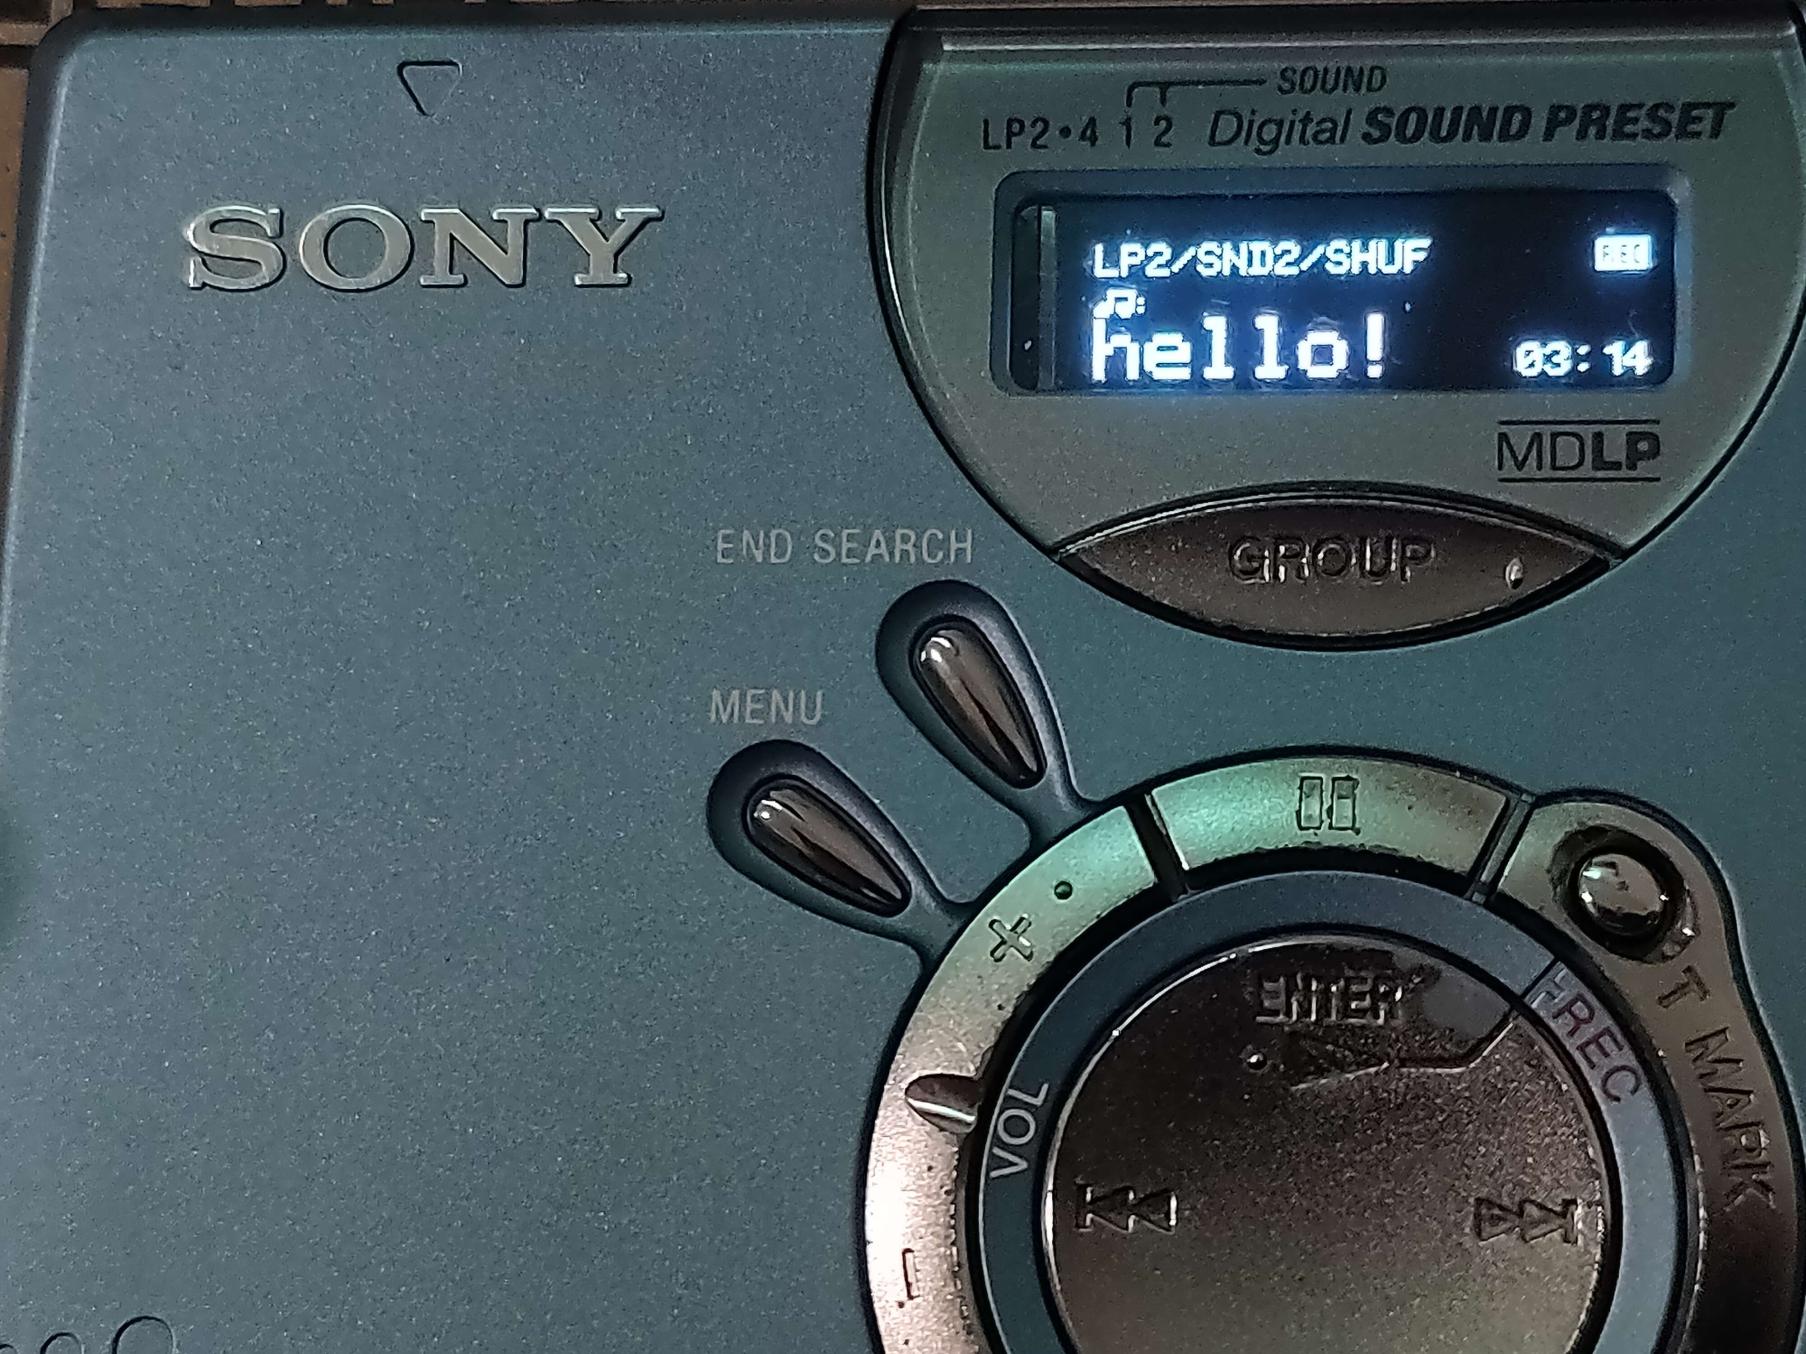 SOUND
LP2•4 1 2 Digital SOUND PRESET
SONY
LP2/SND2/SHUF REC
hello! 03:14
MDLP
GROUP
END SEARCH
MENU
ENTER
REC
T MARK
VOL